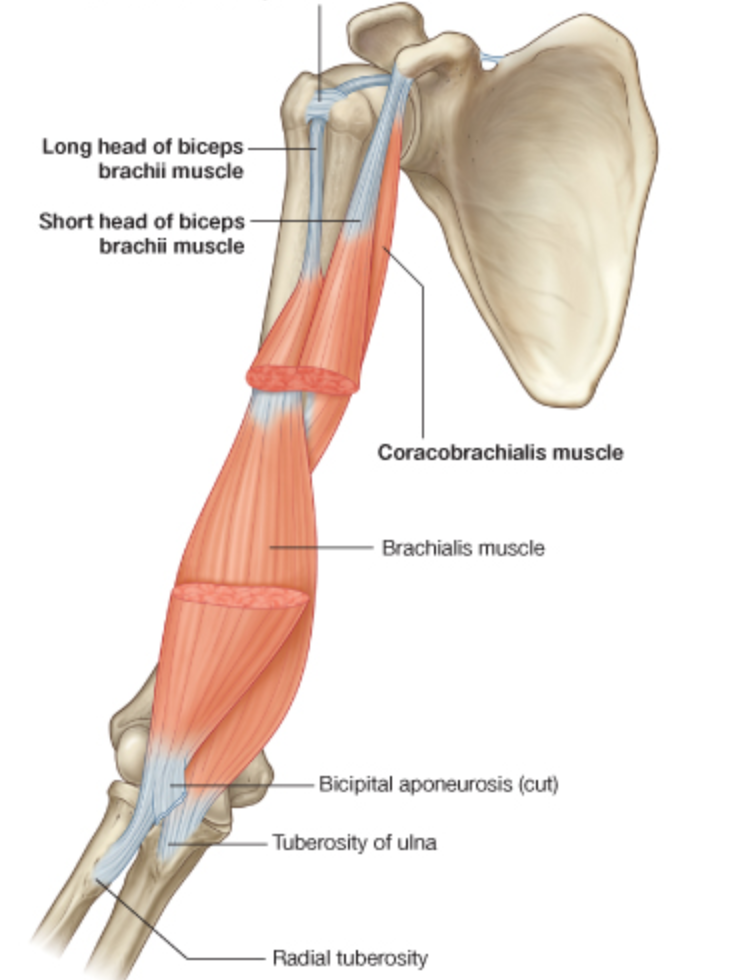 Long head of biceps
brachii muscle
Short head of biceps
brachii muscle
Coracobrachialis muscle
Brachialis muscle
Bicipital aponeurosis (cut)
Tuberosity of ulna
Radial tuberosity